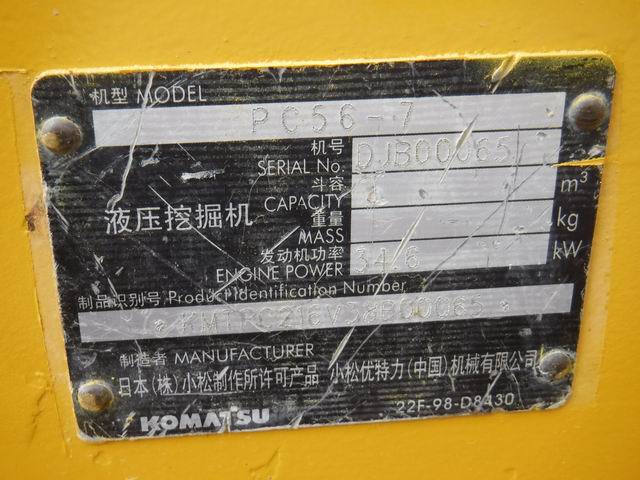 机型 MODEL
PC56-7
机号
SERIAL No. DJB00065
斗容
CAPACITY m³
液压挖掘机
重量
MASS kg
发动机功率
ENGINE POWER 34.6 kW
制品识别号 Product Identification Number
制造者 MANUFACTURER
日本(株)小松制作所许可产品 小松优特力(中国)机械有限公司
KOMATSU 22F-98-D8430